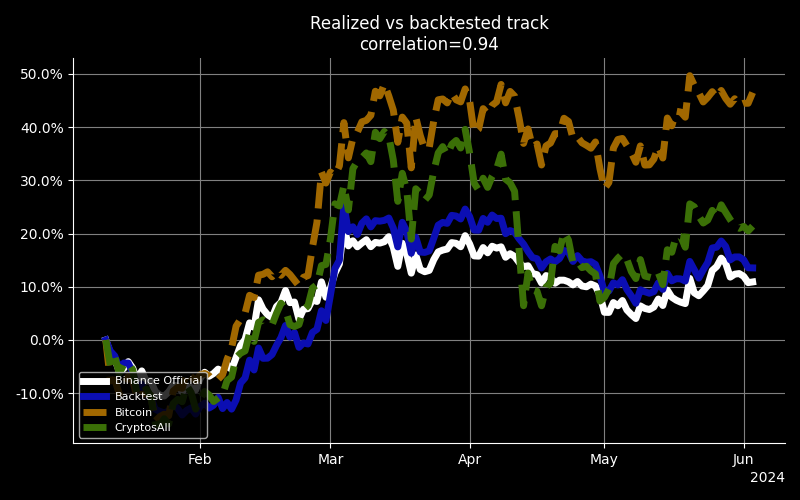 Realized vs backtested track
correlation=0.94
50.0%
40.0%
30.0%
20.0%
10.0%
0.0%
-10.0%
Binance Official
Backtest
Bitcoin
CryptosAll
Feb Mar Apr May Jun
2024